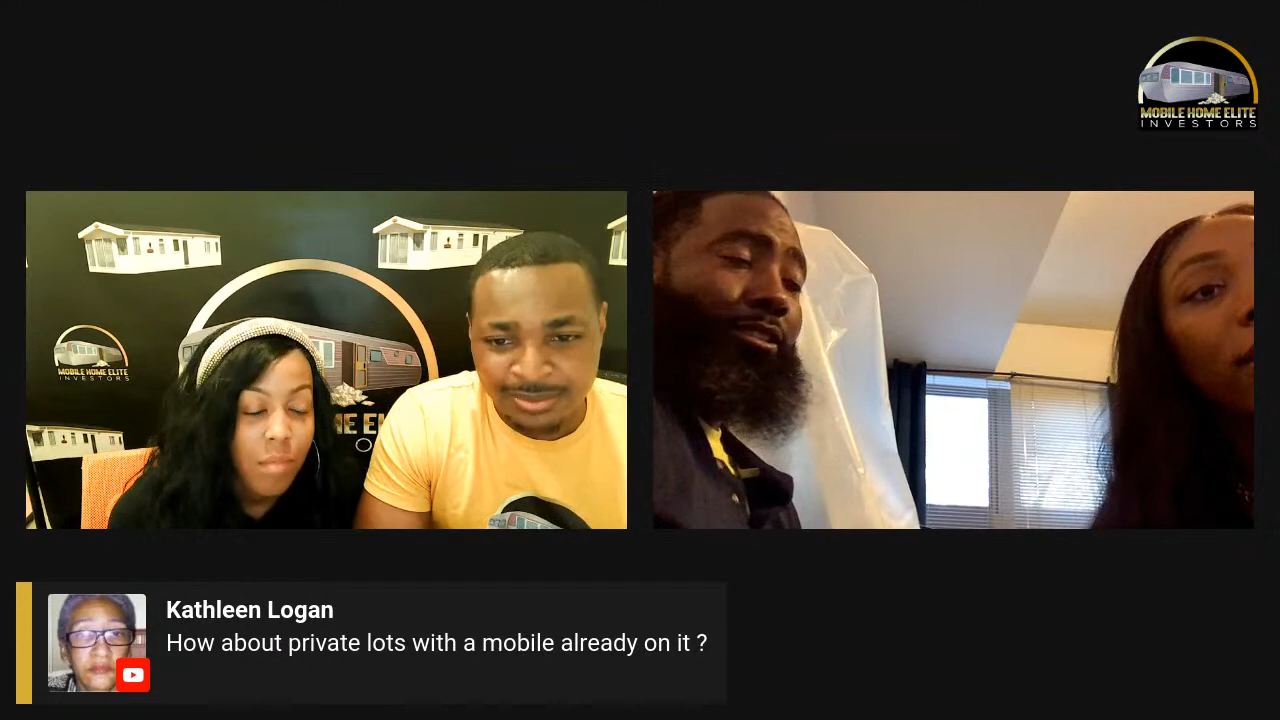 MOBILE HOME ELITE
INVESTORS
MOBILE HOME ELITE
INVESTORS
Kathleen Logan
How about private lots with a mobile already on it ?